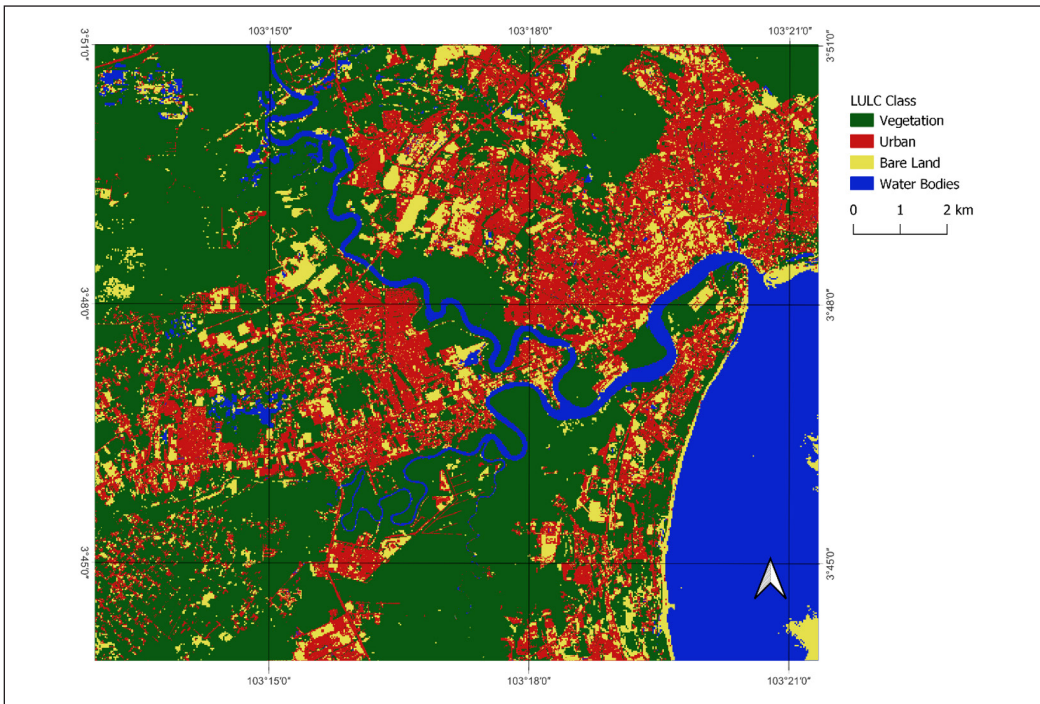 103°15'0" 103°18'0" 103°21'0"
3°51'0" 3°51'0"
LULC Class
Vegetation
Urban
Bare Land
Water Bodies
0 1 2 km
3°48'0" 3°48'0"
3°45'0" 3°45'0"
103°15'0" 103°18'0" 103°21'0"